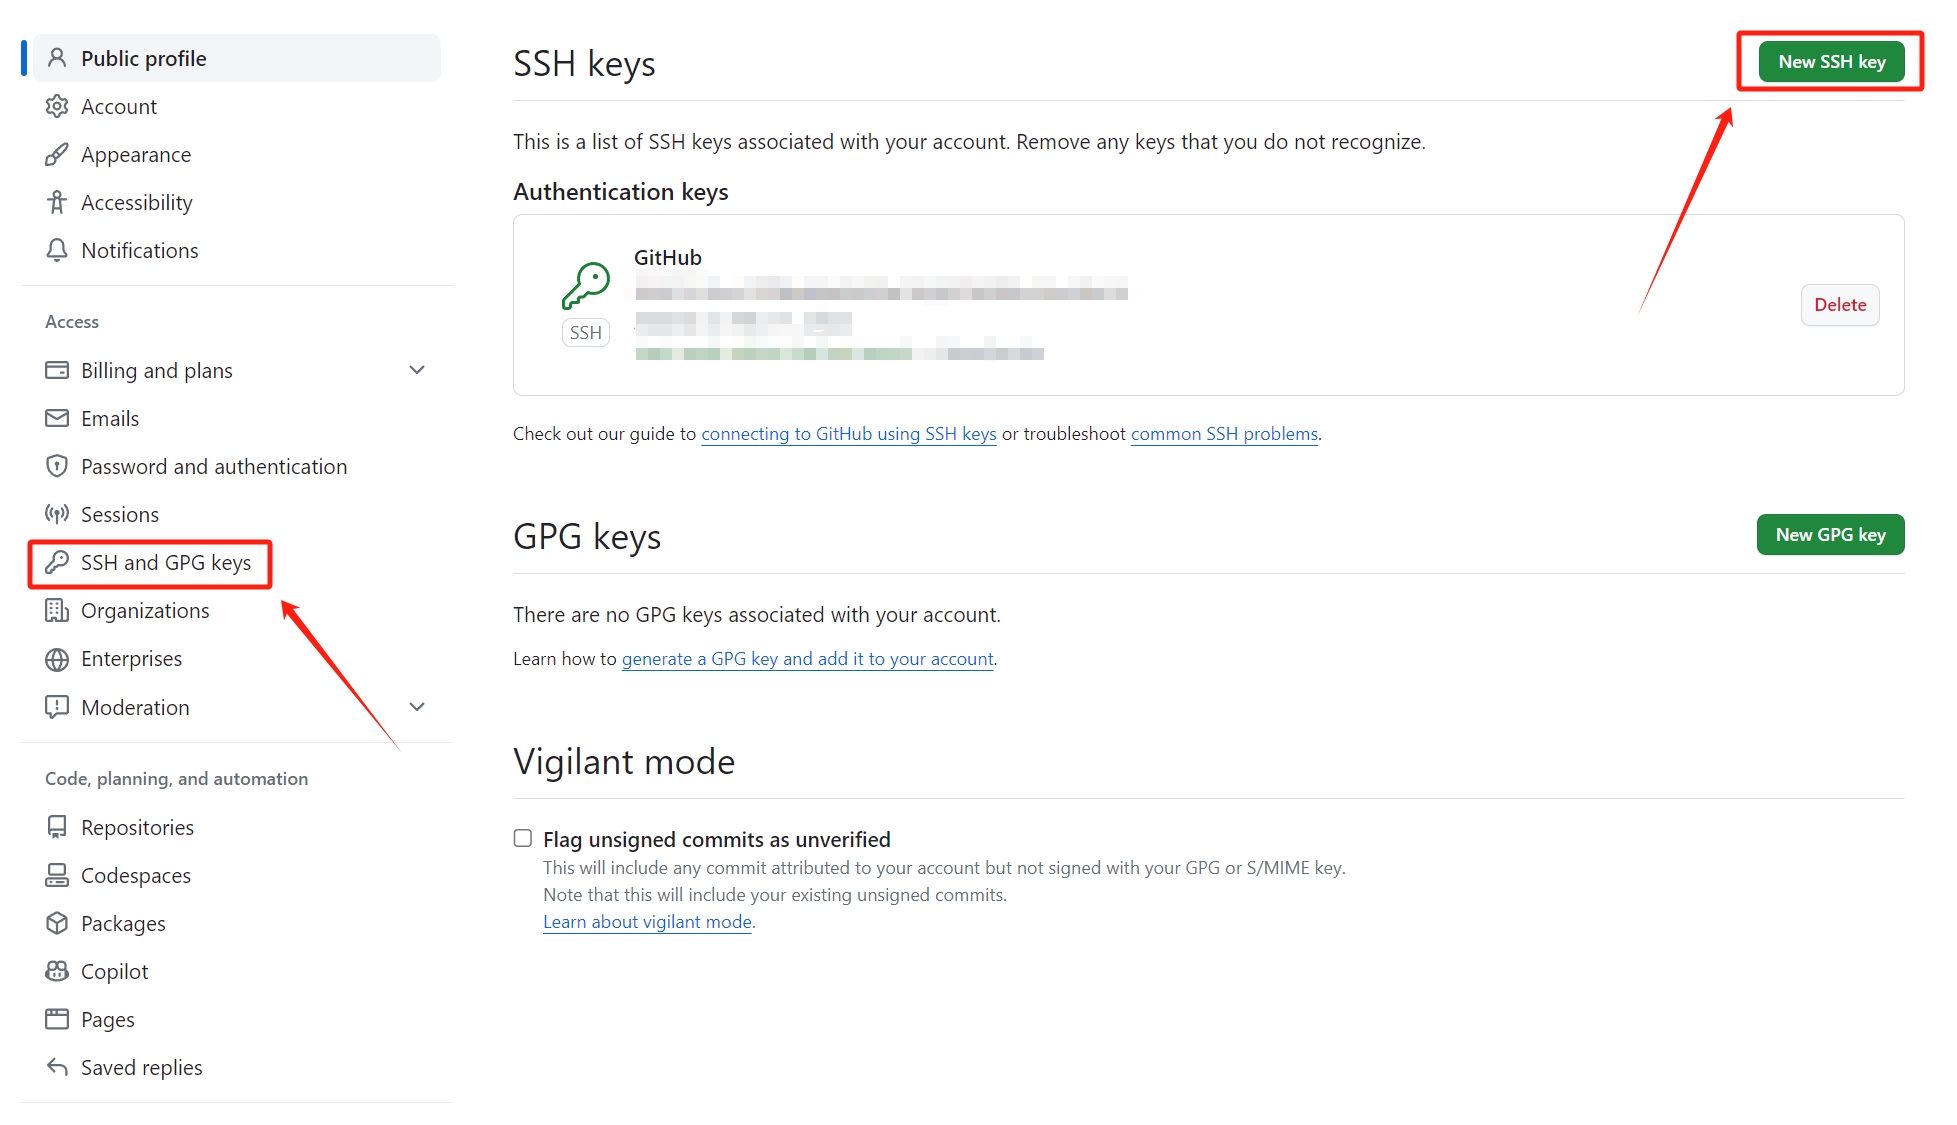 Public profile
Account
Appearance
Accessibility
Notifications
Access
Billing and plans
Emails
Password and authentication
Sessions
SSH and GPG keys
Organizations
Enterprises
Moderation
Code, planning, and automation
Repositories
Codespaces
Packages
Copilot
Pages
Saved replies
SSH keys
New SSH key
This is a list of SSH keys associated with your account. Remove any keys that you do not recognize.
Authentication keys
GitHub
SSH
Delete
Check out our guide to connecting to GitHub using SSH keys or troubleshoot common SSH problems.
GPG keys
New GPG key
There are no GPG keys associated with your account.
Learn how to generate a GPG key and add it to your account.
Vigilant mode
Flag unsigned commits as unverified
This will include any commit attributed to your account but not signed with your GPG or S/MIME key.
Note that this will include your existing unsigned commits.
Learn about vigilant mode.